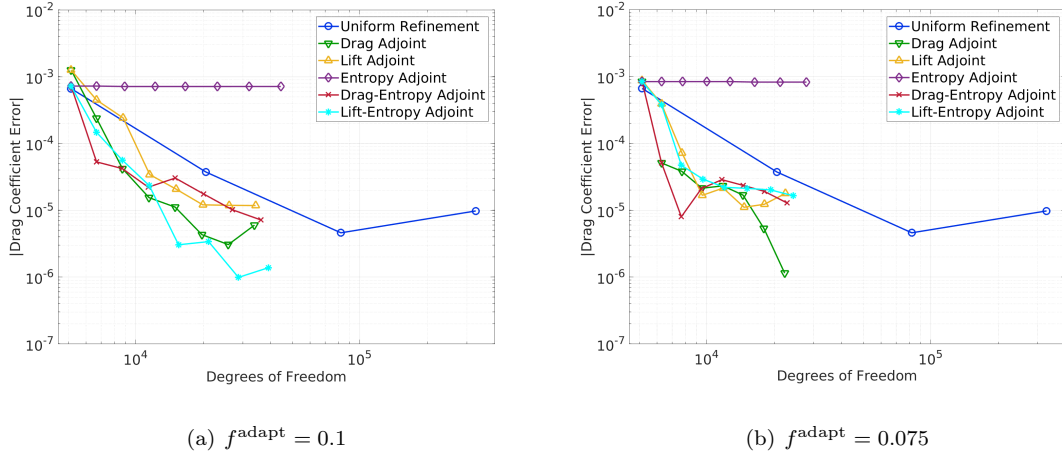 10^-2
10^-3
10^-4
10^-5
10^-6
10^-7
|Drag Coefficient Error|
Uniform Refinement
Drag Adjoint
Lift Adjoint
Entropy Adjoint
Drag-Entropy Adjoint
Lift-Entropy Adjoint
10^4
10^5
Degrees of Freedom
(a) f^adapt = 0.1
10^-2
10^-3
10^-4
10^-5
10^-6
10^-7
|Drag Coefficient Error|
Uniform Refinement
Drag Adjoint
Lift Adjoint
Entropy Adjoint
Drag-Entropy Adjoint
Lift-Entropy Adjoint
10^4
10^5
Degrees of Freedom
(b) f^adapt = 0.075